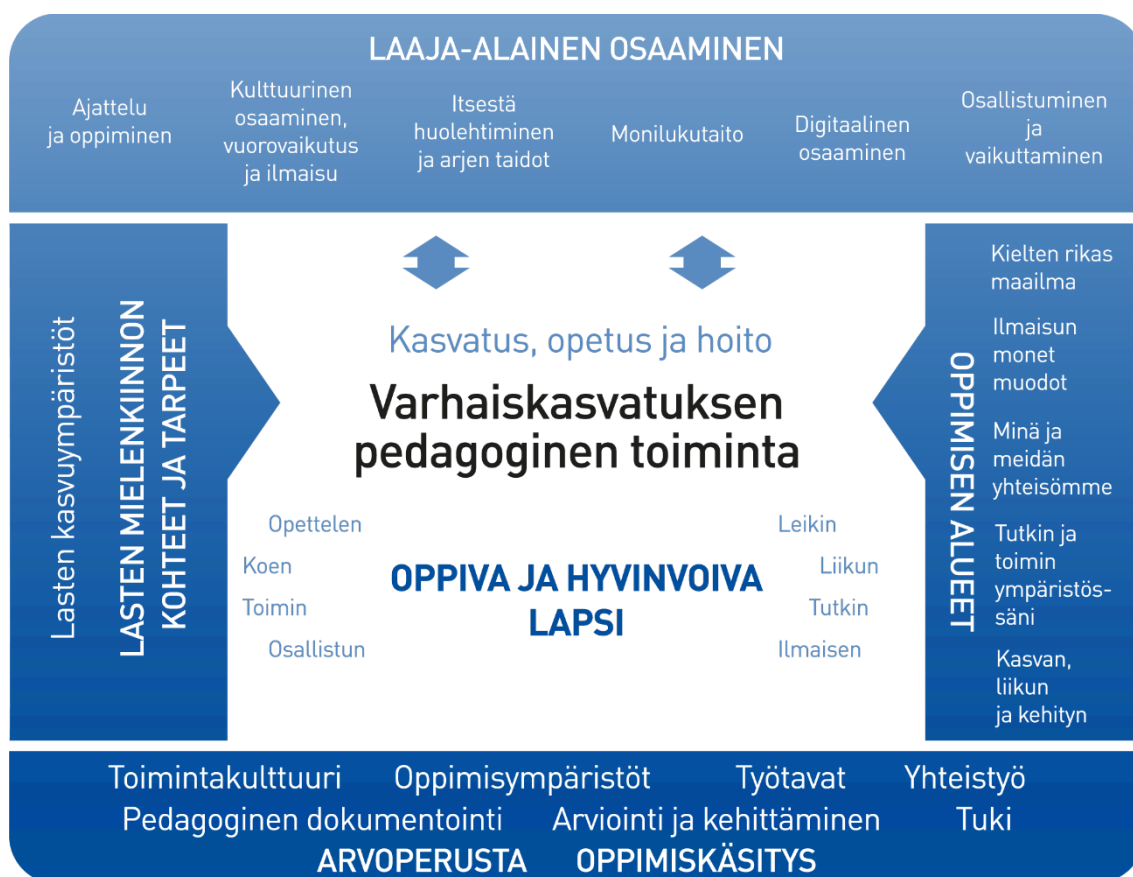 LAAJA-ALAINEN OSAAMINEN
Ajattelu
ja oppiminen
Kulttuurinen
osaaminen,
vuorovaikutus
ja ilmaisu
Itsestä
huolehtiminen
ja arjen taidot
Monilukutaito
Digitaalinen
osaaminen
Osallistuminen
ja
vaikuttaminen
Lasten kasvuympäristöt
LASTEN MIELENKIINNON
KOHTEET JA TARPEET
Kasvatus, opetus ja hoito
Varhaiskasvatuksen
pedagoginen toiminta
Opettelen
Koen
Toimin
Osallistun
OPPIVA JA HYVINVOIVA
LAPSI
Leikin
Liikun
Tutkin
Ilmaisen
OPPIMISEN ALUEET
Kielten rikas
maailma
Ilmaisun
monet
muodot
Minä ja
meidän
yhteisömme
Tutkin ja
toimin
ympäristös-
säni
Kasvan,
liikun
ja kehityn
Toimintakulttuuri Oppimisympäristöt Työtavat Yhteistyö
Pedagoginen dokumentointi Arviointi ja kehittäminen Tuki
ARVOPERUSTA OPPIMISKÄSITYS